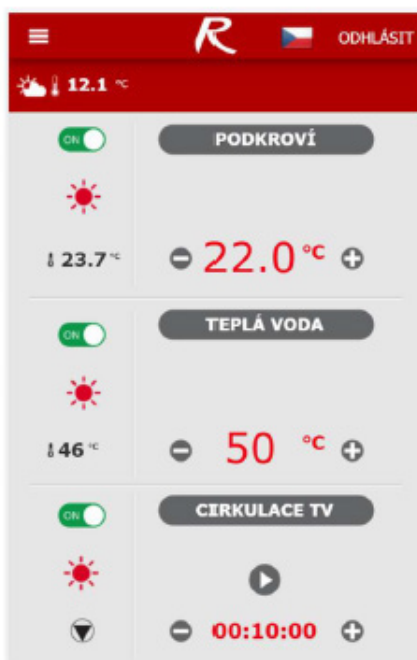 R ODHLÁSIT
12.1 °C
ON PODKROVÍ
23.7 °C 22.0 °C
ON TEPLÁ VODA
46 °C 50 °C
ON CIRKULACE TV
00:10:00